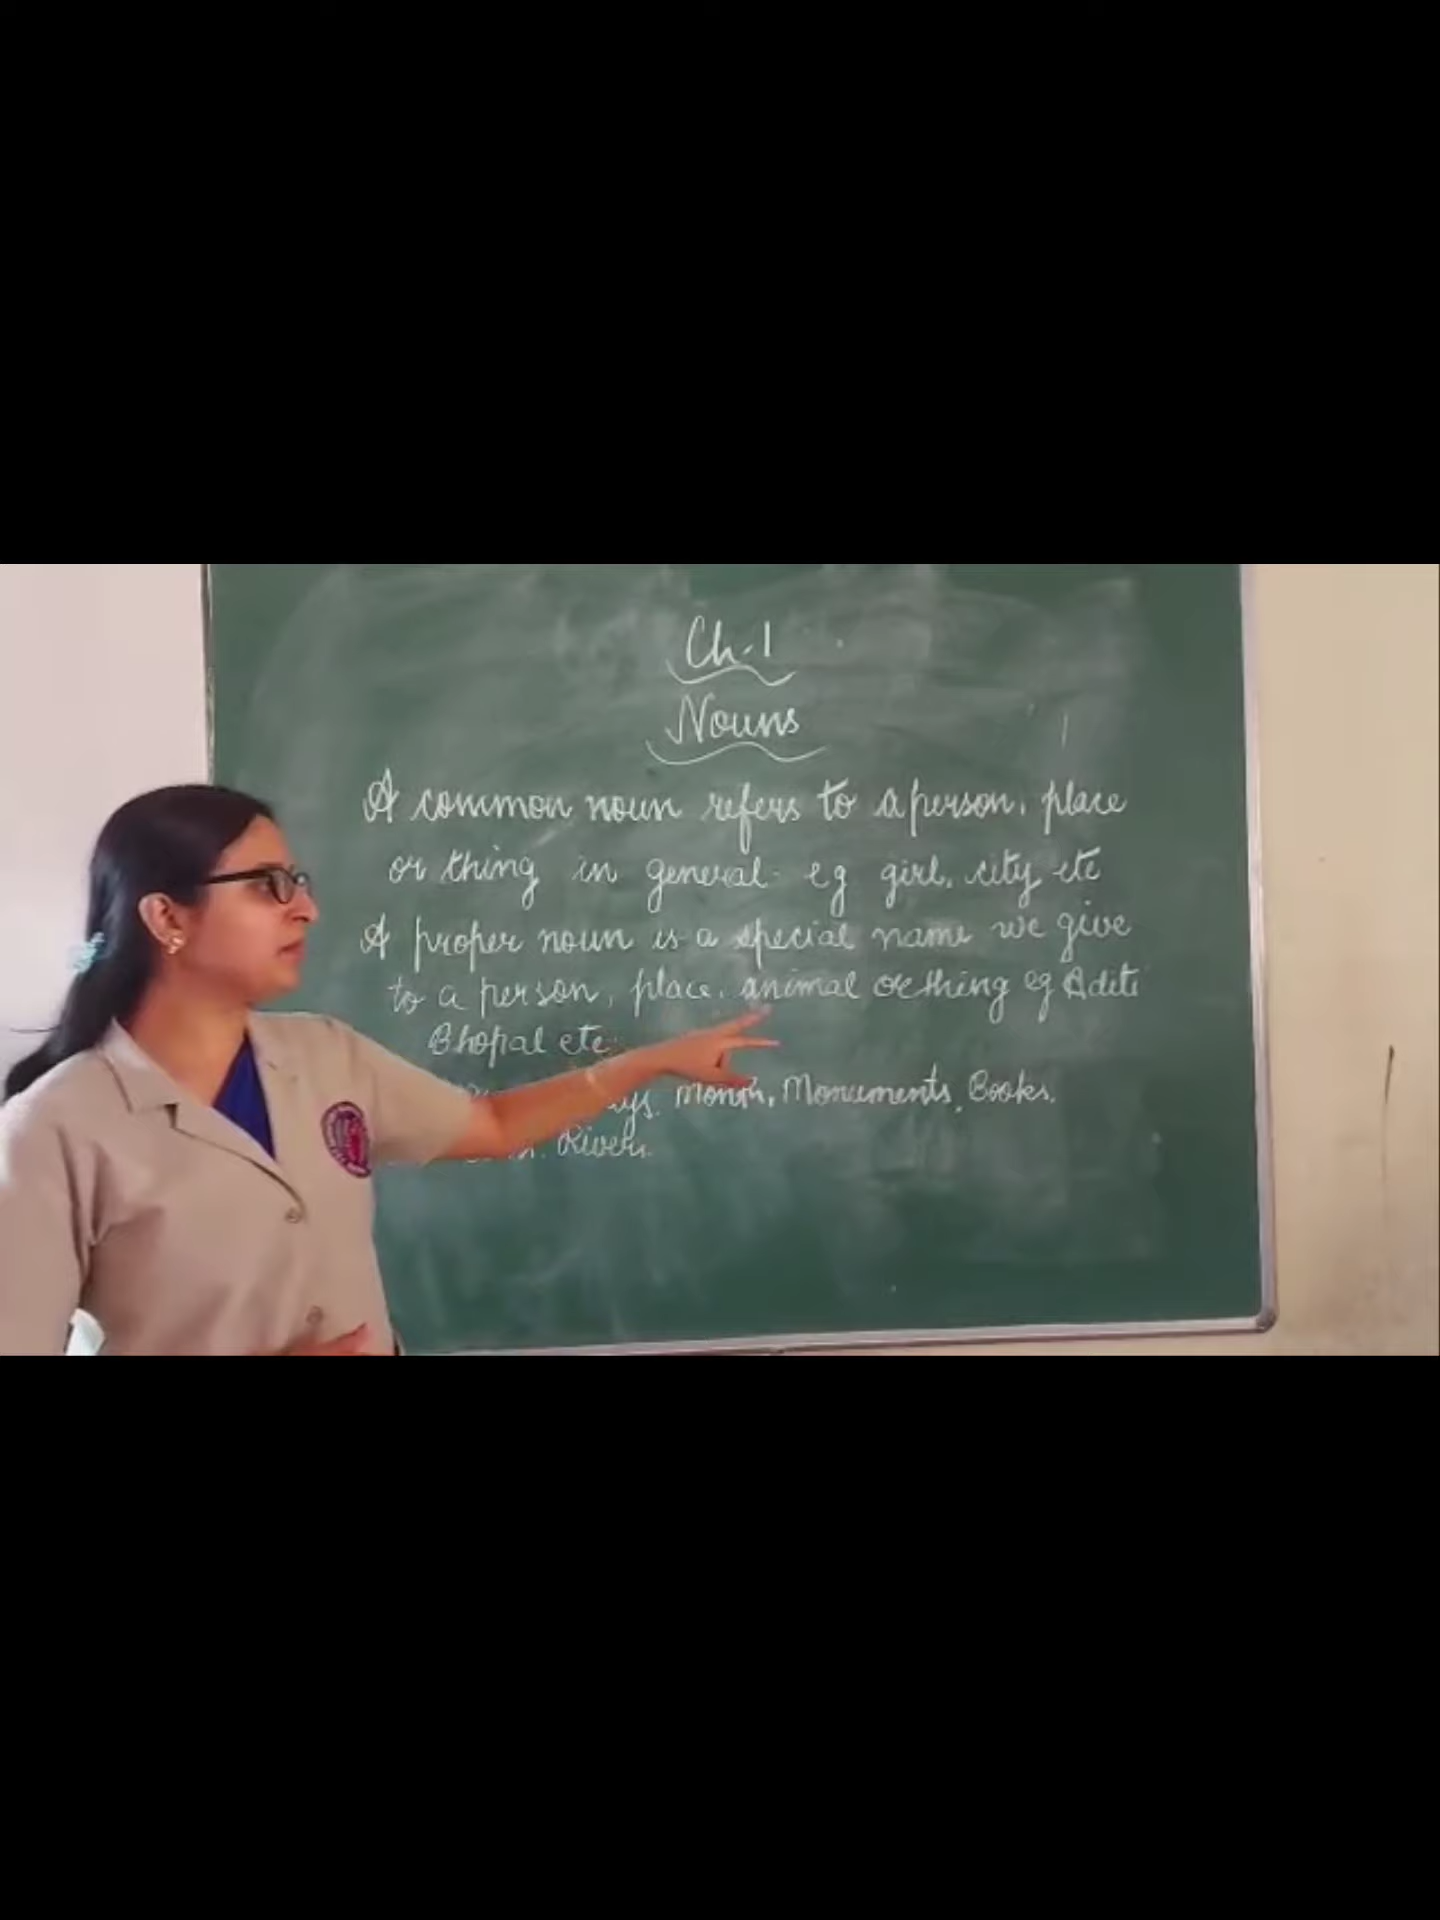 Ch.1
Nouns
A common noun refers to a person, place
or thing in general. eg girl, city etc
A proper noun is a special name we give
to a person, place, animal or thing eg Aditi
Bhopal etc.
Month, Monuments, Books.
Rivers.